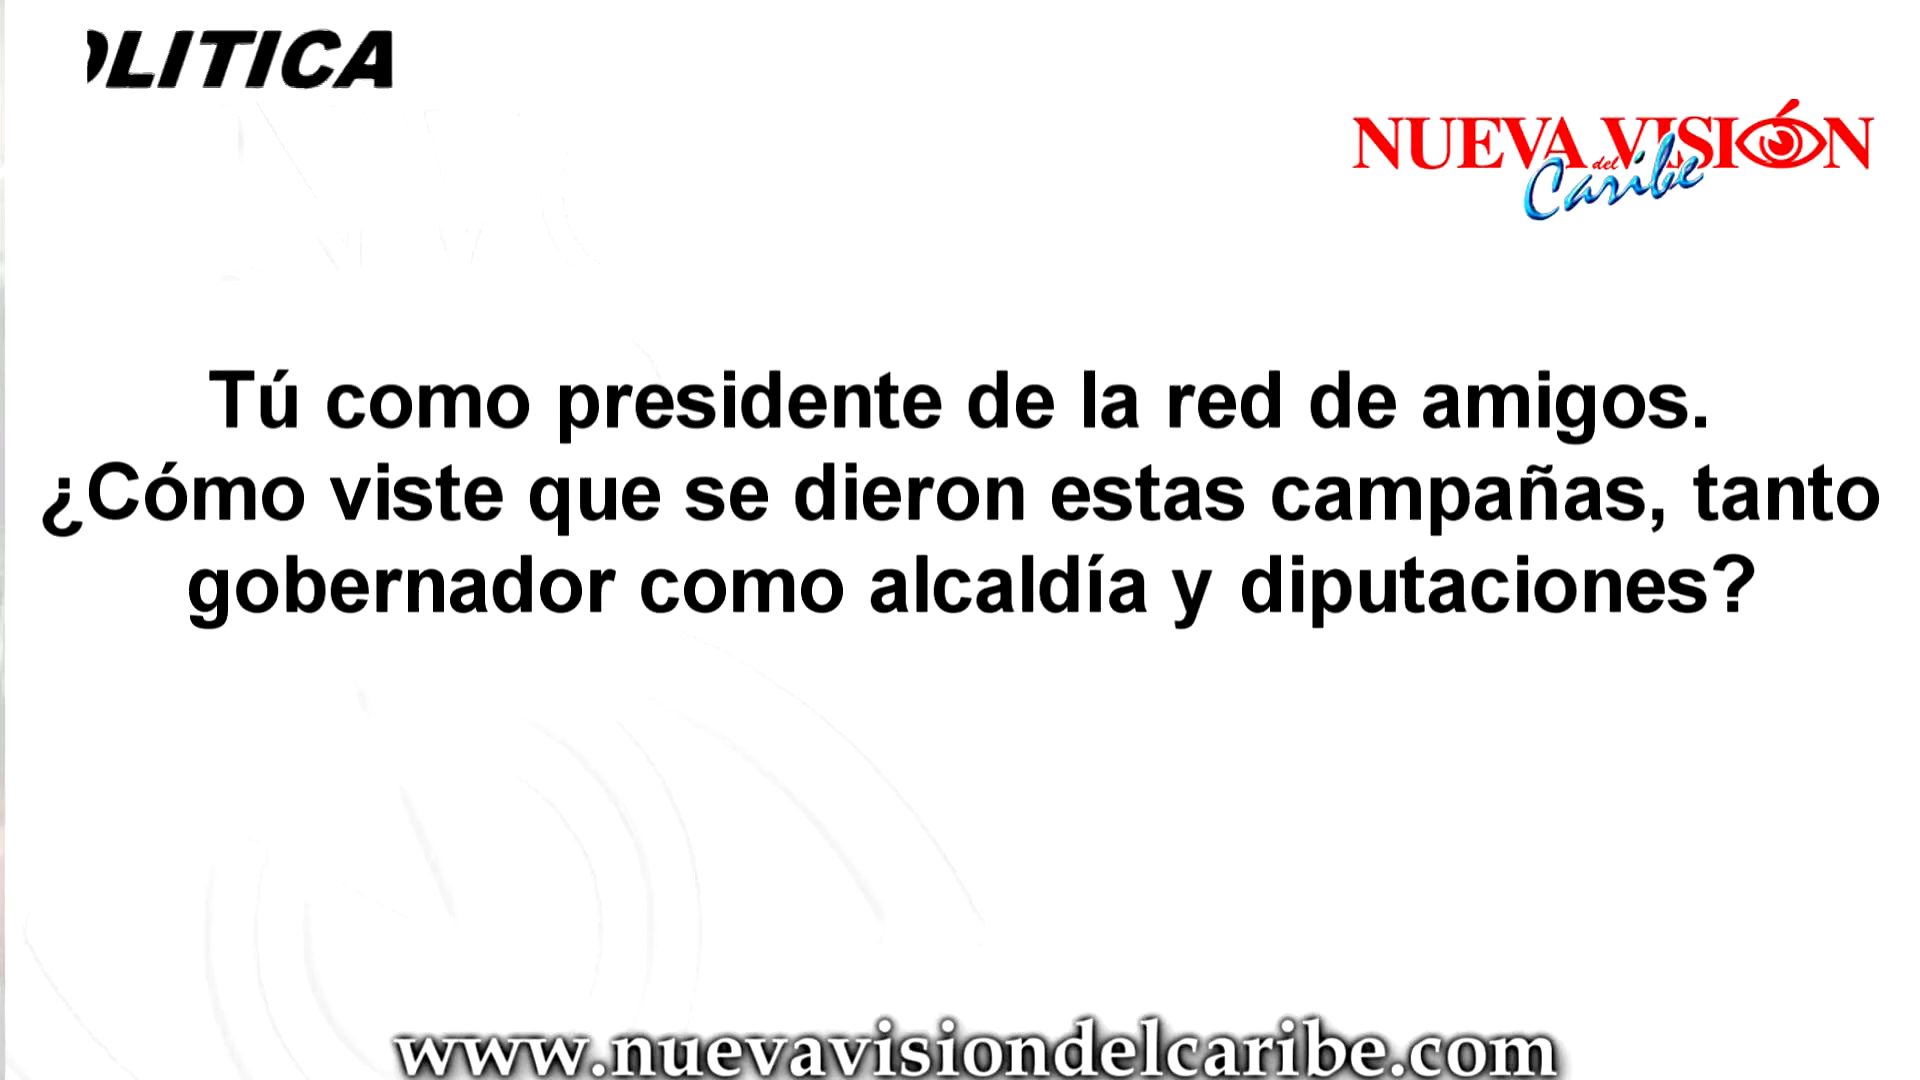 OLITICA
NUEVA VISIÓN
del Caribe
Tú como presidente de la red de amigos.
¿Cómo viste que se dieron estas campañas, tanto
gobernador como alcaldía y diputaciones?
www.nuevavisiondelcaribe.com